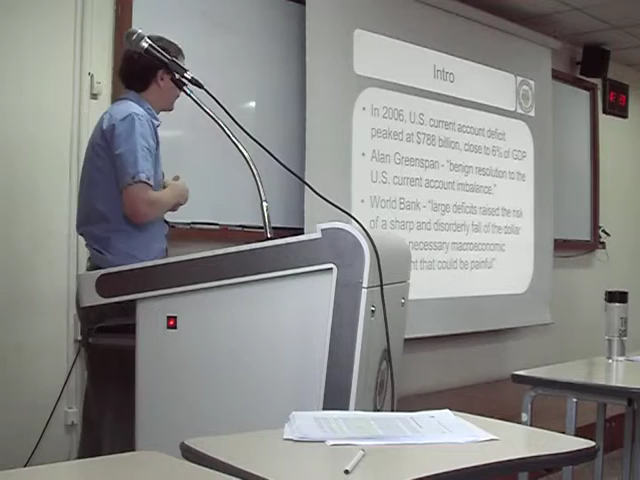 Intro
• In 2006, U.S. current account deficit
peaked at $788 billion, close to 6% of GDP
• Alan Greenspan - "benign resolution to the
U.S. current account imbalance."
• World Bank - "large deficits raised the risk
of a sharp and disorderly fall of the dollar
necessary macroeconomic
that could be painful"